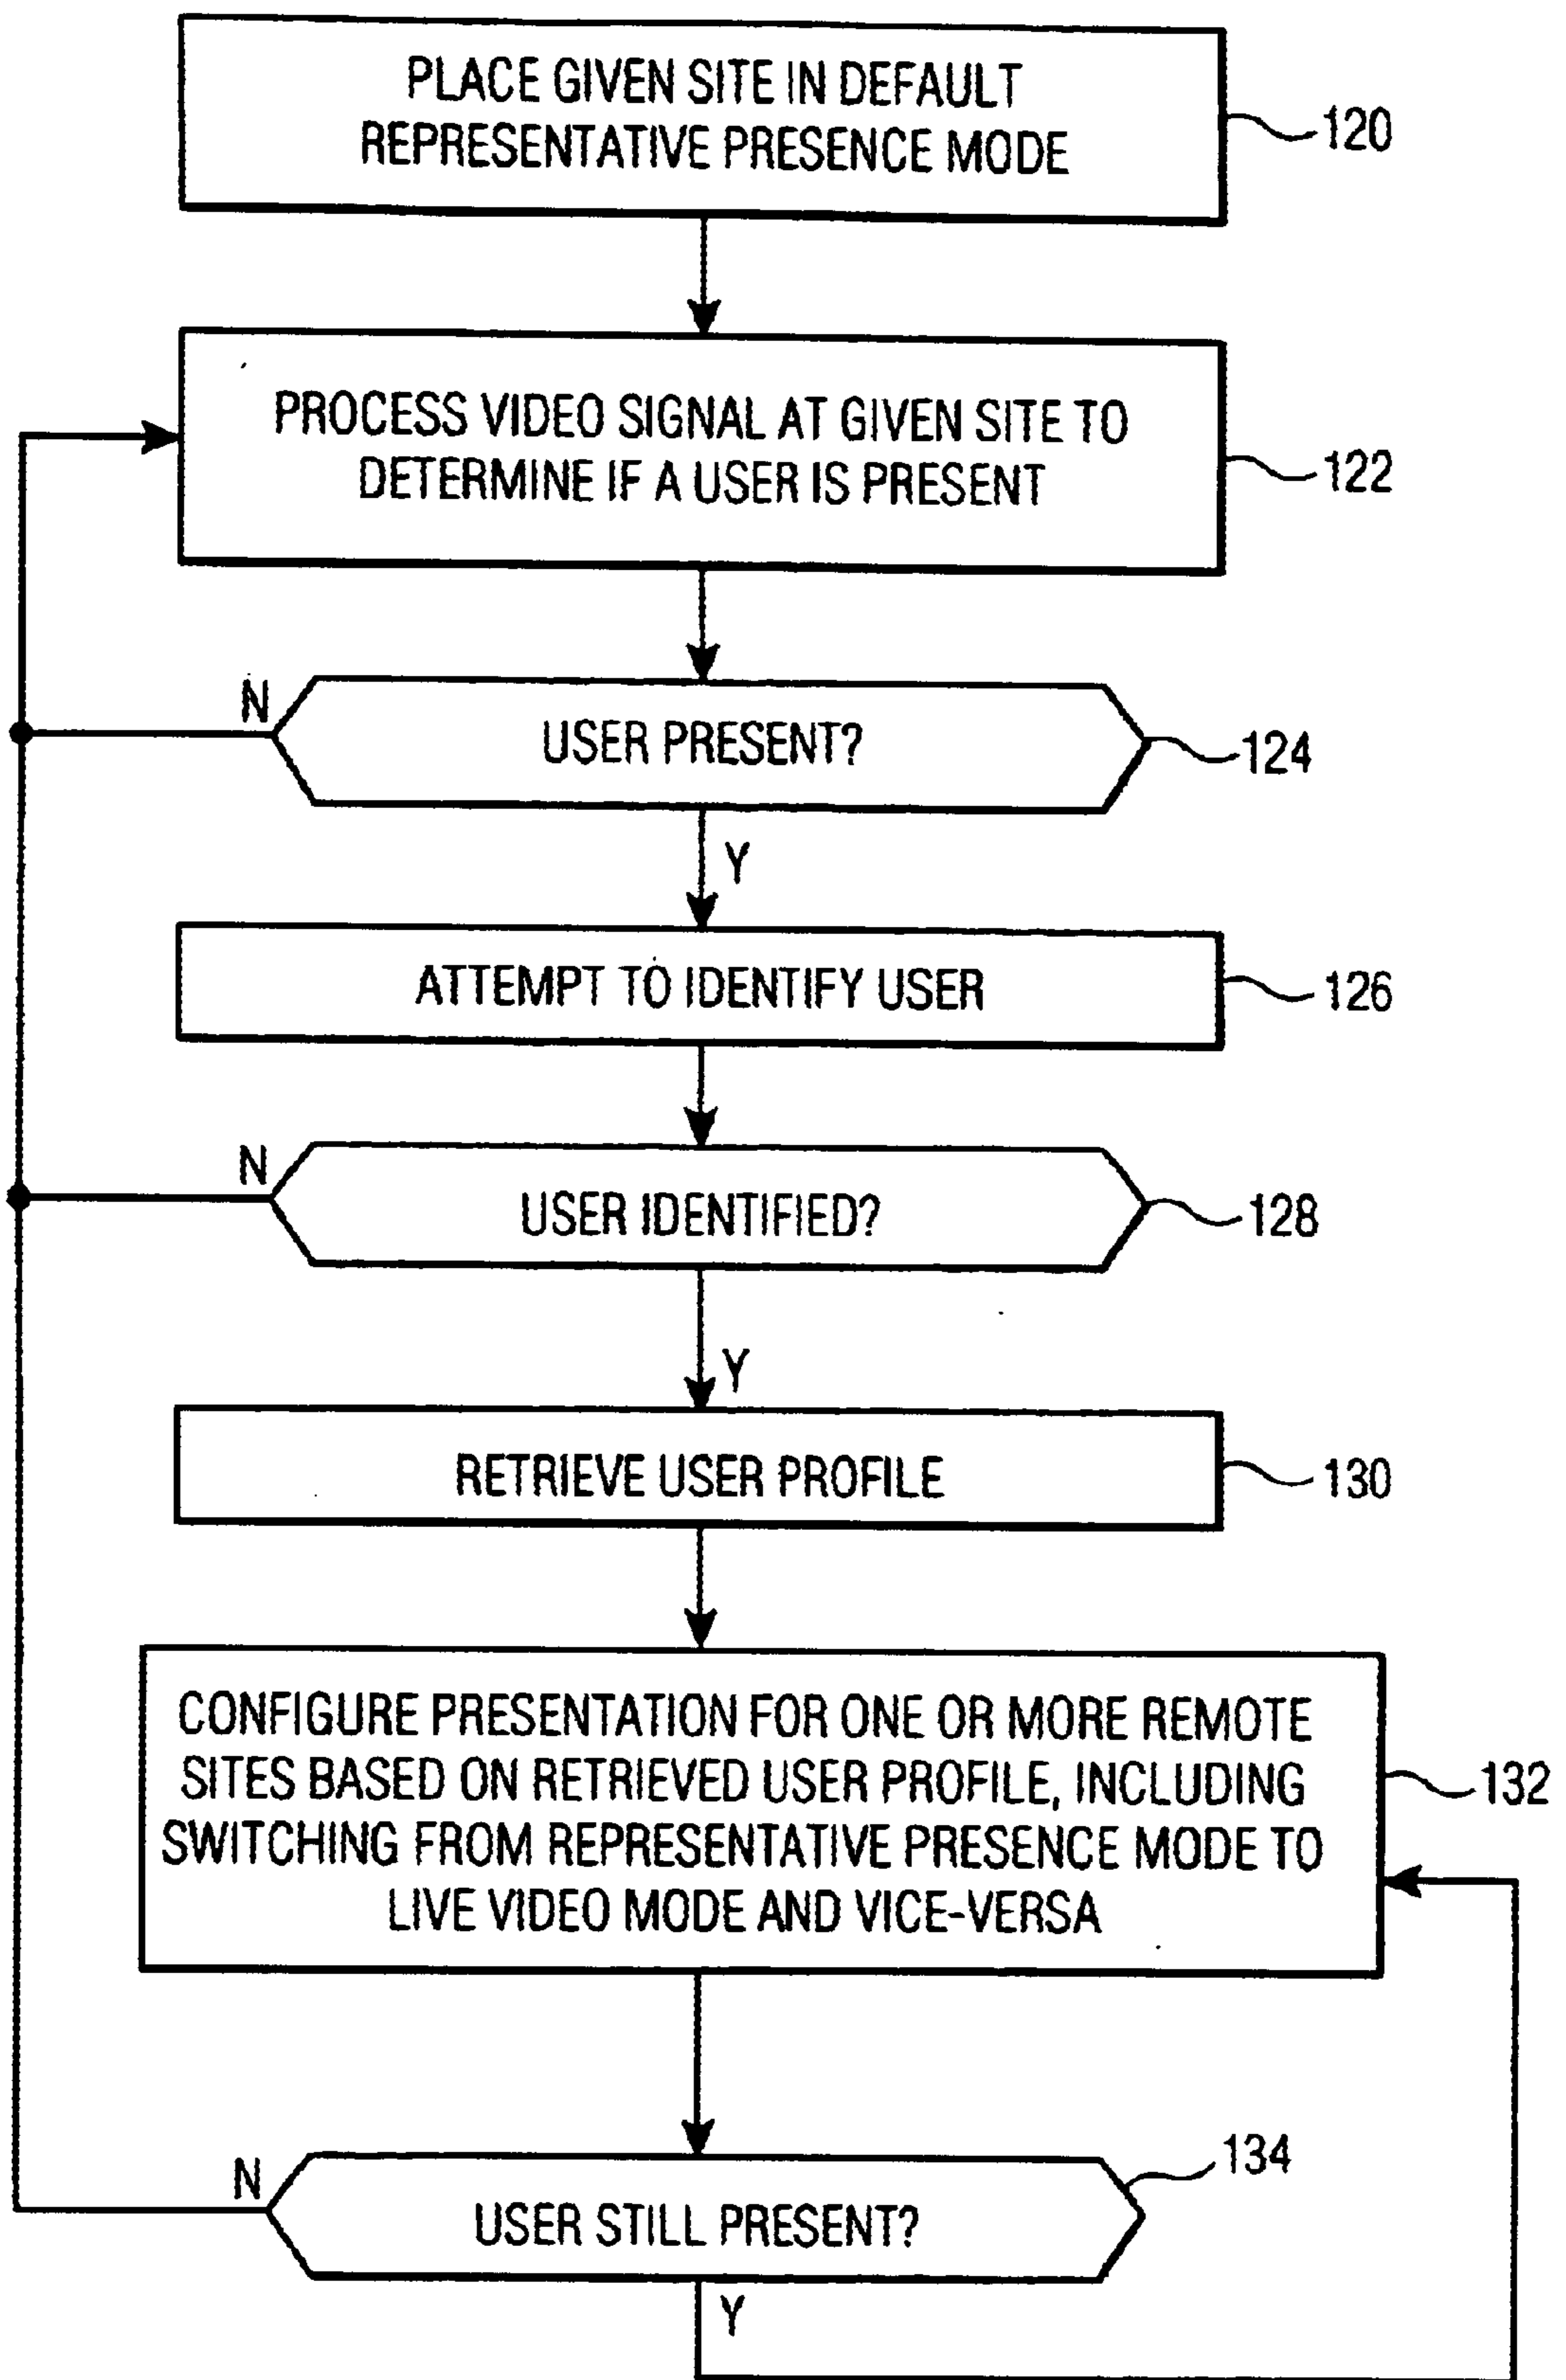 PLACE GIVEN SITE IN DEFAULT
REPRESENTATIVE PRESENCE MODE
120
PROCESS VIDEO SIGNAL AT GIVEN SITE TO
DETERMINE IF A USER IS PRESENT
122
N
USER PRESENT?
124
Y
ATTEMPT TO IDENTIFY USER
126
N
USER IDENTIFIED?
128
Y
RETRIEVE USER PROFILE
130
CONFIGURE PRESENTATION FOR ONE OR MORE REMOTE
SITES BASED ON RETRIEVED USER PROFILE, INCLUDING
SWITCHING FROM REPRESENTATIVE PRESENCE MODE TO
LIVE VIDEO MODE AND VICE-VERSA
132
N
USER STILL PRESENT?
134
Y